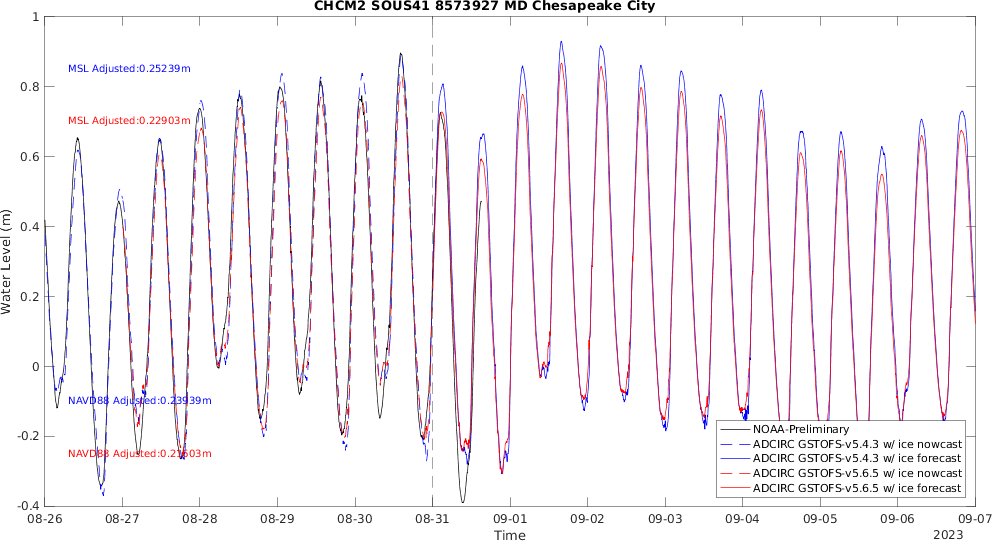 CHCM2 SOUS41 8573927 MD Chesapeake City
1
0.8
0.6
0.4
0.2
0
-0.2
-0.4
Water Level (m)
MSL Adjusted:0.25239m
MSL Adjusted:0.22903m
NAVD88 Adjusted:0.23939m
NAVD88 Adjusted:0.21603m
NOAA-Preliminary
ADCIRC GSTOFS-v5.4.3 w/ ice nowcast
ADCIRC GSTOFS-v5.4.3 w/ ice forecast
ADCIRC GSTOFS-v5.6.5 w/ ice nowcast
ADCIRC GSTOFS-v5.6.5 w/ ice forecast
08-26 08-27 08-28 08-29 08-30 08-31 09-01 09-02 09-03 09-04 09-05 09-06 09-07
Time
2023